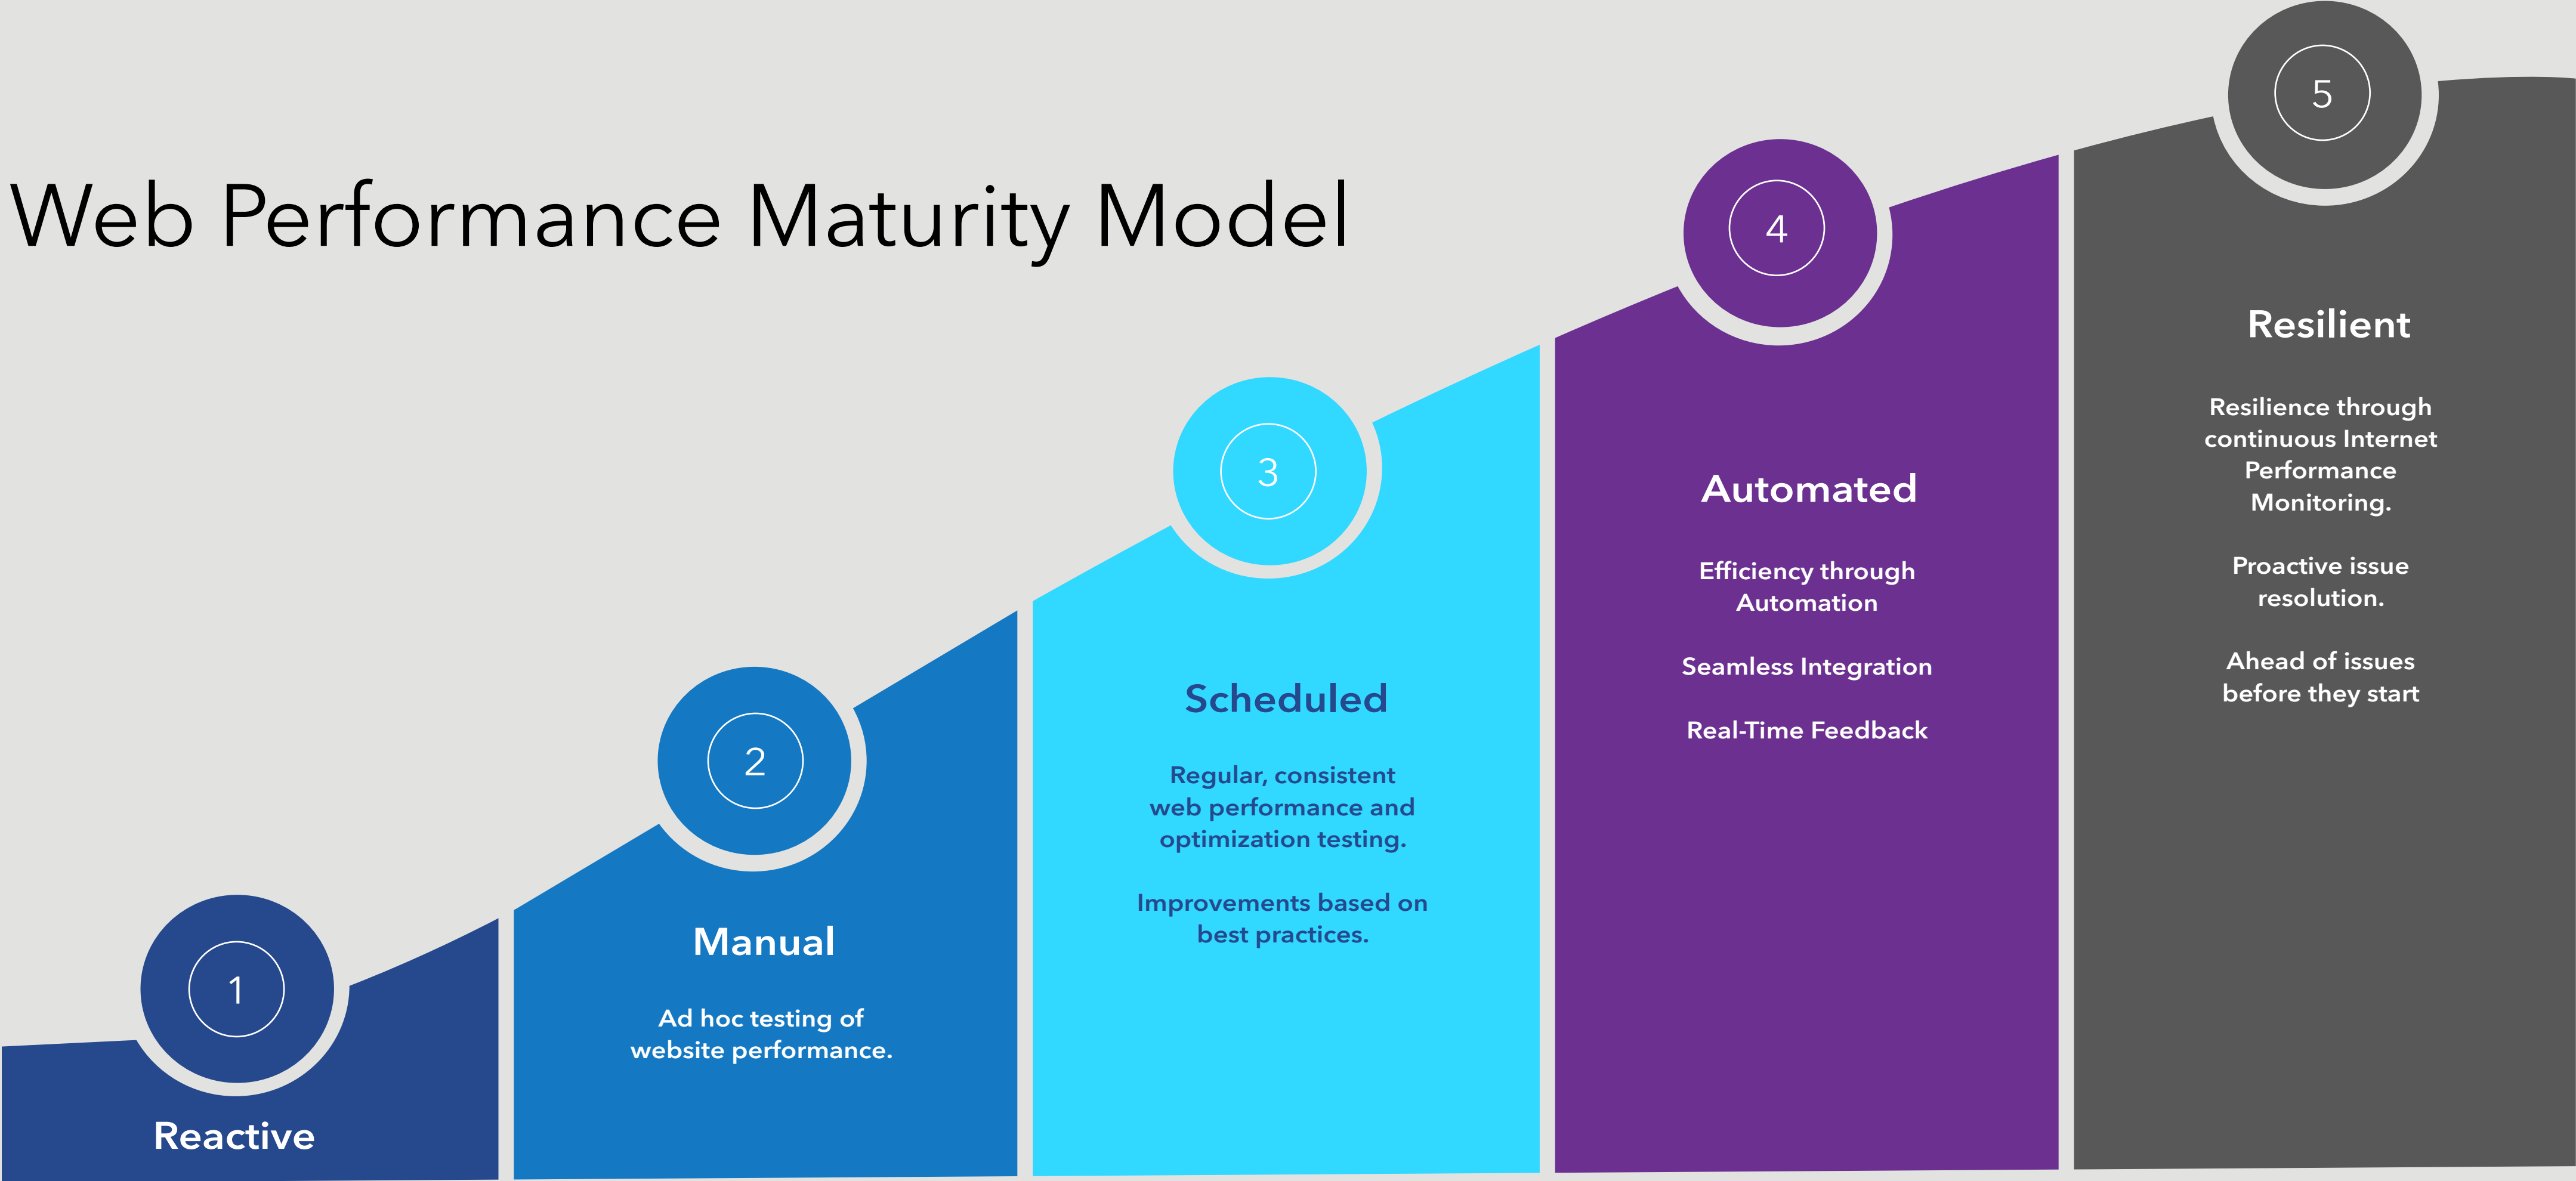 Web Performance Maturity Model
1
Reactive
2
Manual
Ad hoc testing of
website performance.
3
Scheduled
Regular, consistent
web performance and
optimization testing.
Improvements based on
best practices.
4
Automated
Efficiency through
Automation
Seamless Integration
Real-Time Feedback
5
Resilient
Resilience through
continuous Internet
Performance
Monitoring.
Proactive issue
resolution.
Ahead of issues
before they start